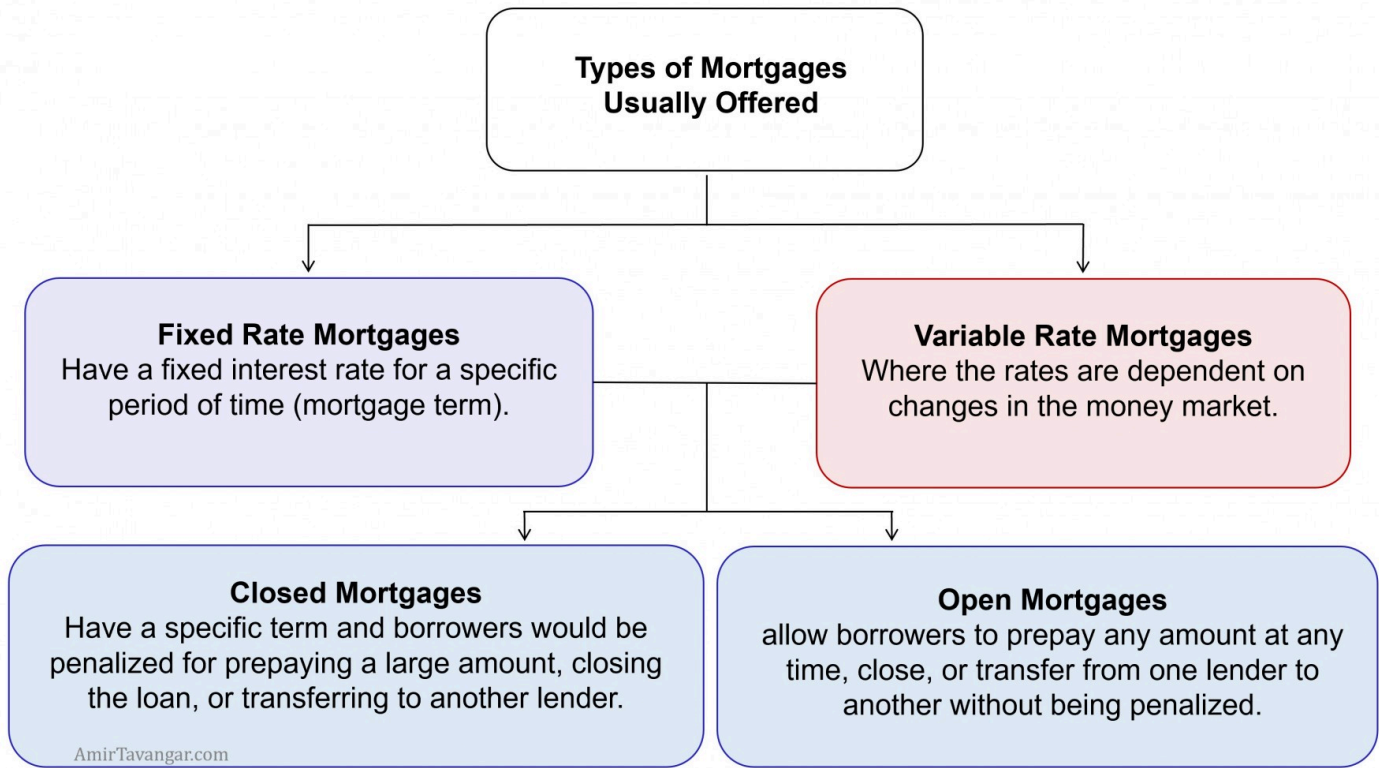 Types of Mortgages
Usually Offered
Fixed Rate Mortgages
Have a fixed interest rate for a specific
period of time (mortgage term).
Variable Rate Mortgages
Where the rates are dependent on
changes in the money market.
Closed Mortgages
Have a specific term and borrowers would be
penalized for prepaying a large amount, closing
the loan, or transferring to another lender.
Open Mortgages
allow borrowers to prepay any amount at any
time, close, or transfer from one lender to
another without being penalized.
AmirTavangar.com